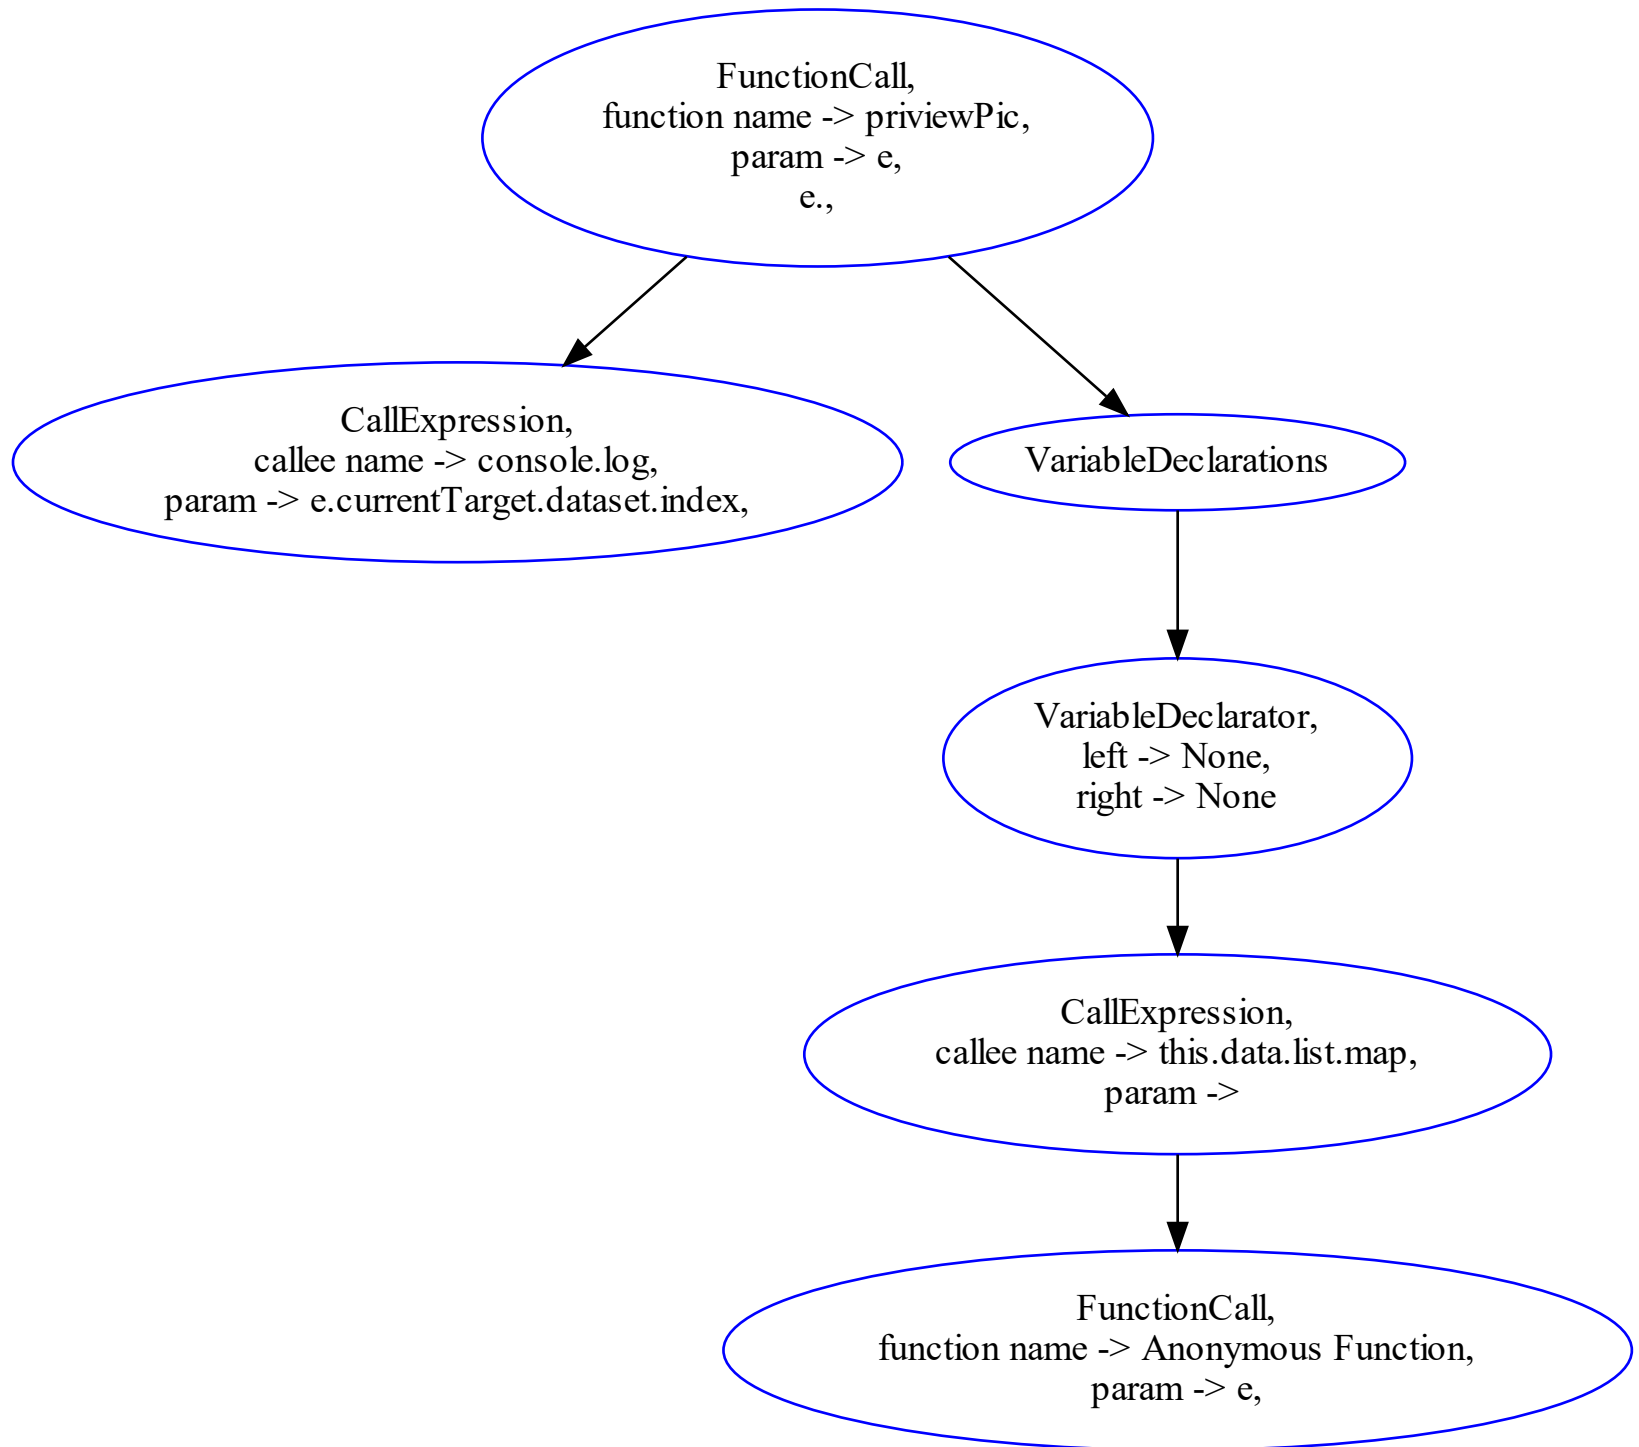 FunctionCall,
function name -> priviewPic,
param -> e,
e.,
CallExpression,
callee name -> console.log,
param -> e.currentTarget.dataset.index,
VariableDeclarations
VariableDeclarator,
left -> None,
right -> None
CallExpression,
callee name -> this.data.list.map,
param ->
FunctionCall,
function name -> Anonymous Function,
param -> e,